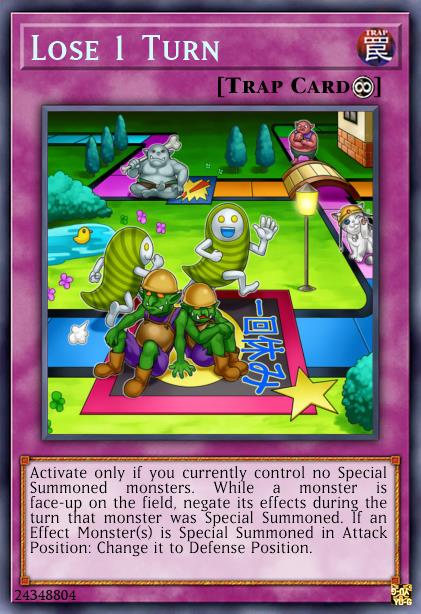 Lose 1 Turn
TRAP
罠
[Trap Card]
一回休み
Activate only if you currently control no Special
Summoned monsters. While a monster is
face-up on the field, negate its effects during the
turn that monster was Special Summoned. If an
Effect Monster(s) is Special Summoned in Attack
Position: Change it to Defense Position.
24348804